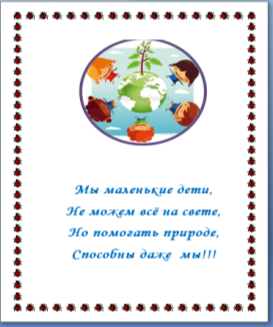 Мы маленькие дети,
Не можем всё на свете,
Но помогать природе,
Способны даже мы!!!